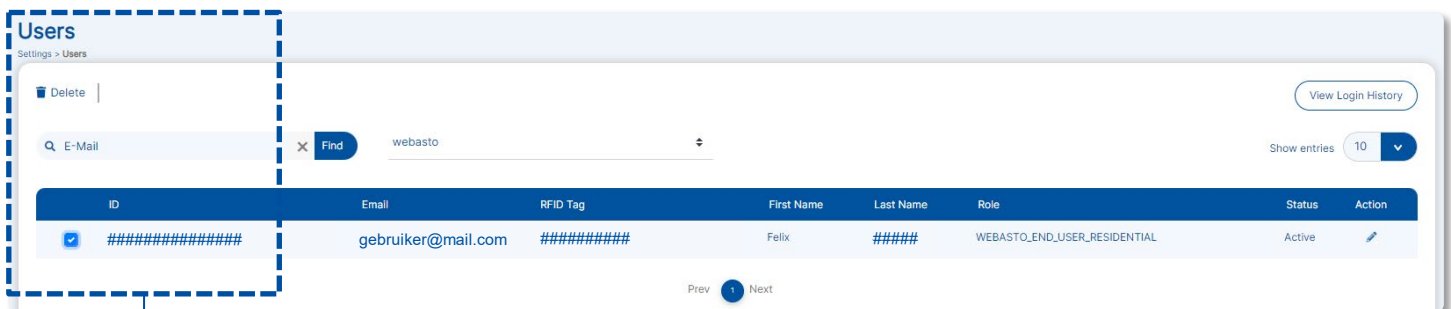 Users
Settings > Users
Delete
View Login History
E-Mail
Find
webasto
Show entries 10
ID Email RFID Tag First Name Last Name Role Status Action
############### gebruiker@mail.com ########## Felix ##### WEBASTO_END_USER_RESIDENTIAL Active
Prev 1 Next